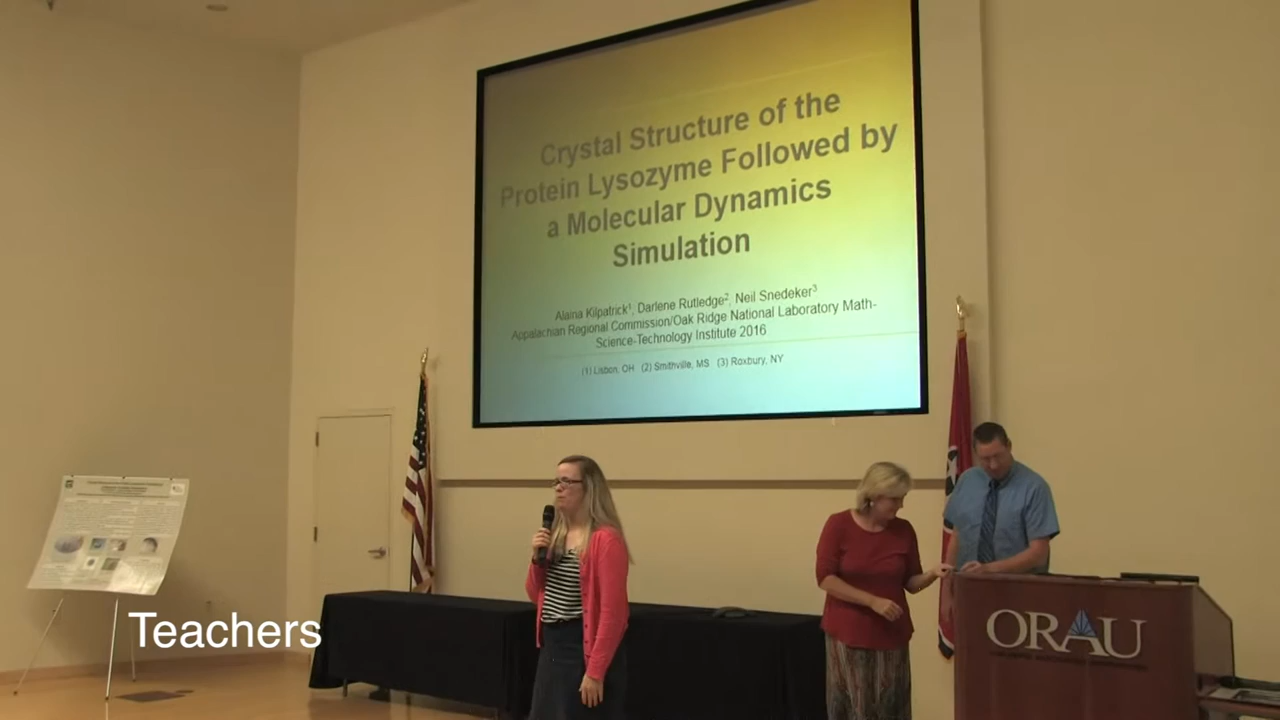 Crystal Structure of the
Protein Lysozyme Followed by
a Molecular Dynamics
Simulation
Alaina Kilpatrick¹, Darlene Rutledge², Neil Snedeker³
Appalachian Regional Commission/Oak Ridge National Laboratory Math-
Science-Technology Institute 2016
(1) Lisbon, OH (2) Smithville, MS (3) Roxbury, NY
ORAU
Teachers